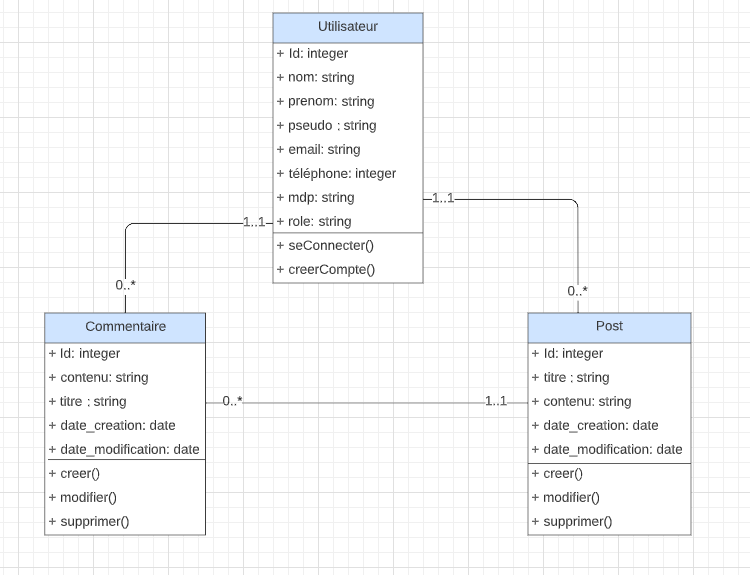 Utilisateur
+ Id: integer
+ nom: string
+ prenom: string
+ pseudo : string
+ email: string
+ téléphone: integer
+ mdp: string
+ role: string
+ seConnecter()
+ creerCompte()
1..1
1..1
0..*
0..*
Commentaire
+ Id: integer
+ contenu: string
+ titre : string
+ date_creation: date
+ date_modification: date
+ creer()
+ modifier()
+ supprimer()
0..*
1..1
Post
+ Id: integer
+ titre : string
+ contenu: string
+ date_creation: date
+ date_modification: date
+ creer()
+ modifier()
+ supprimer()